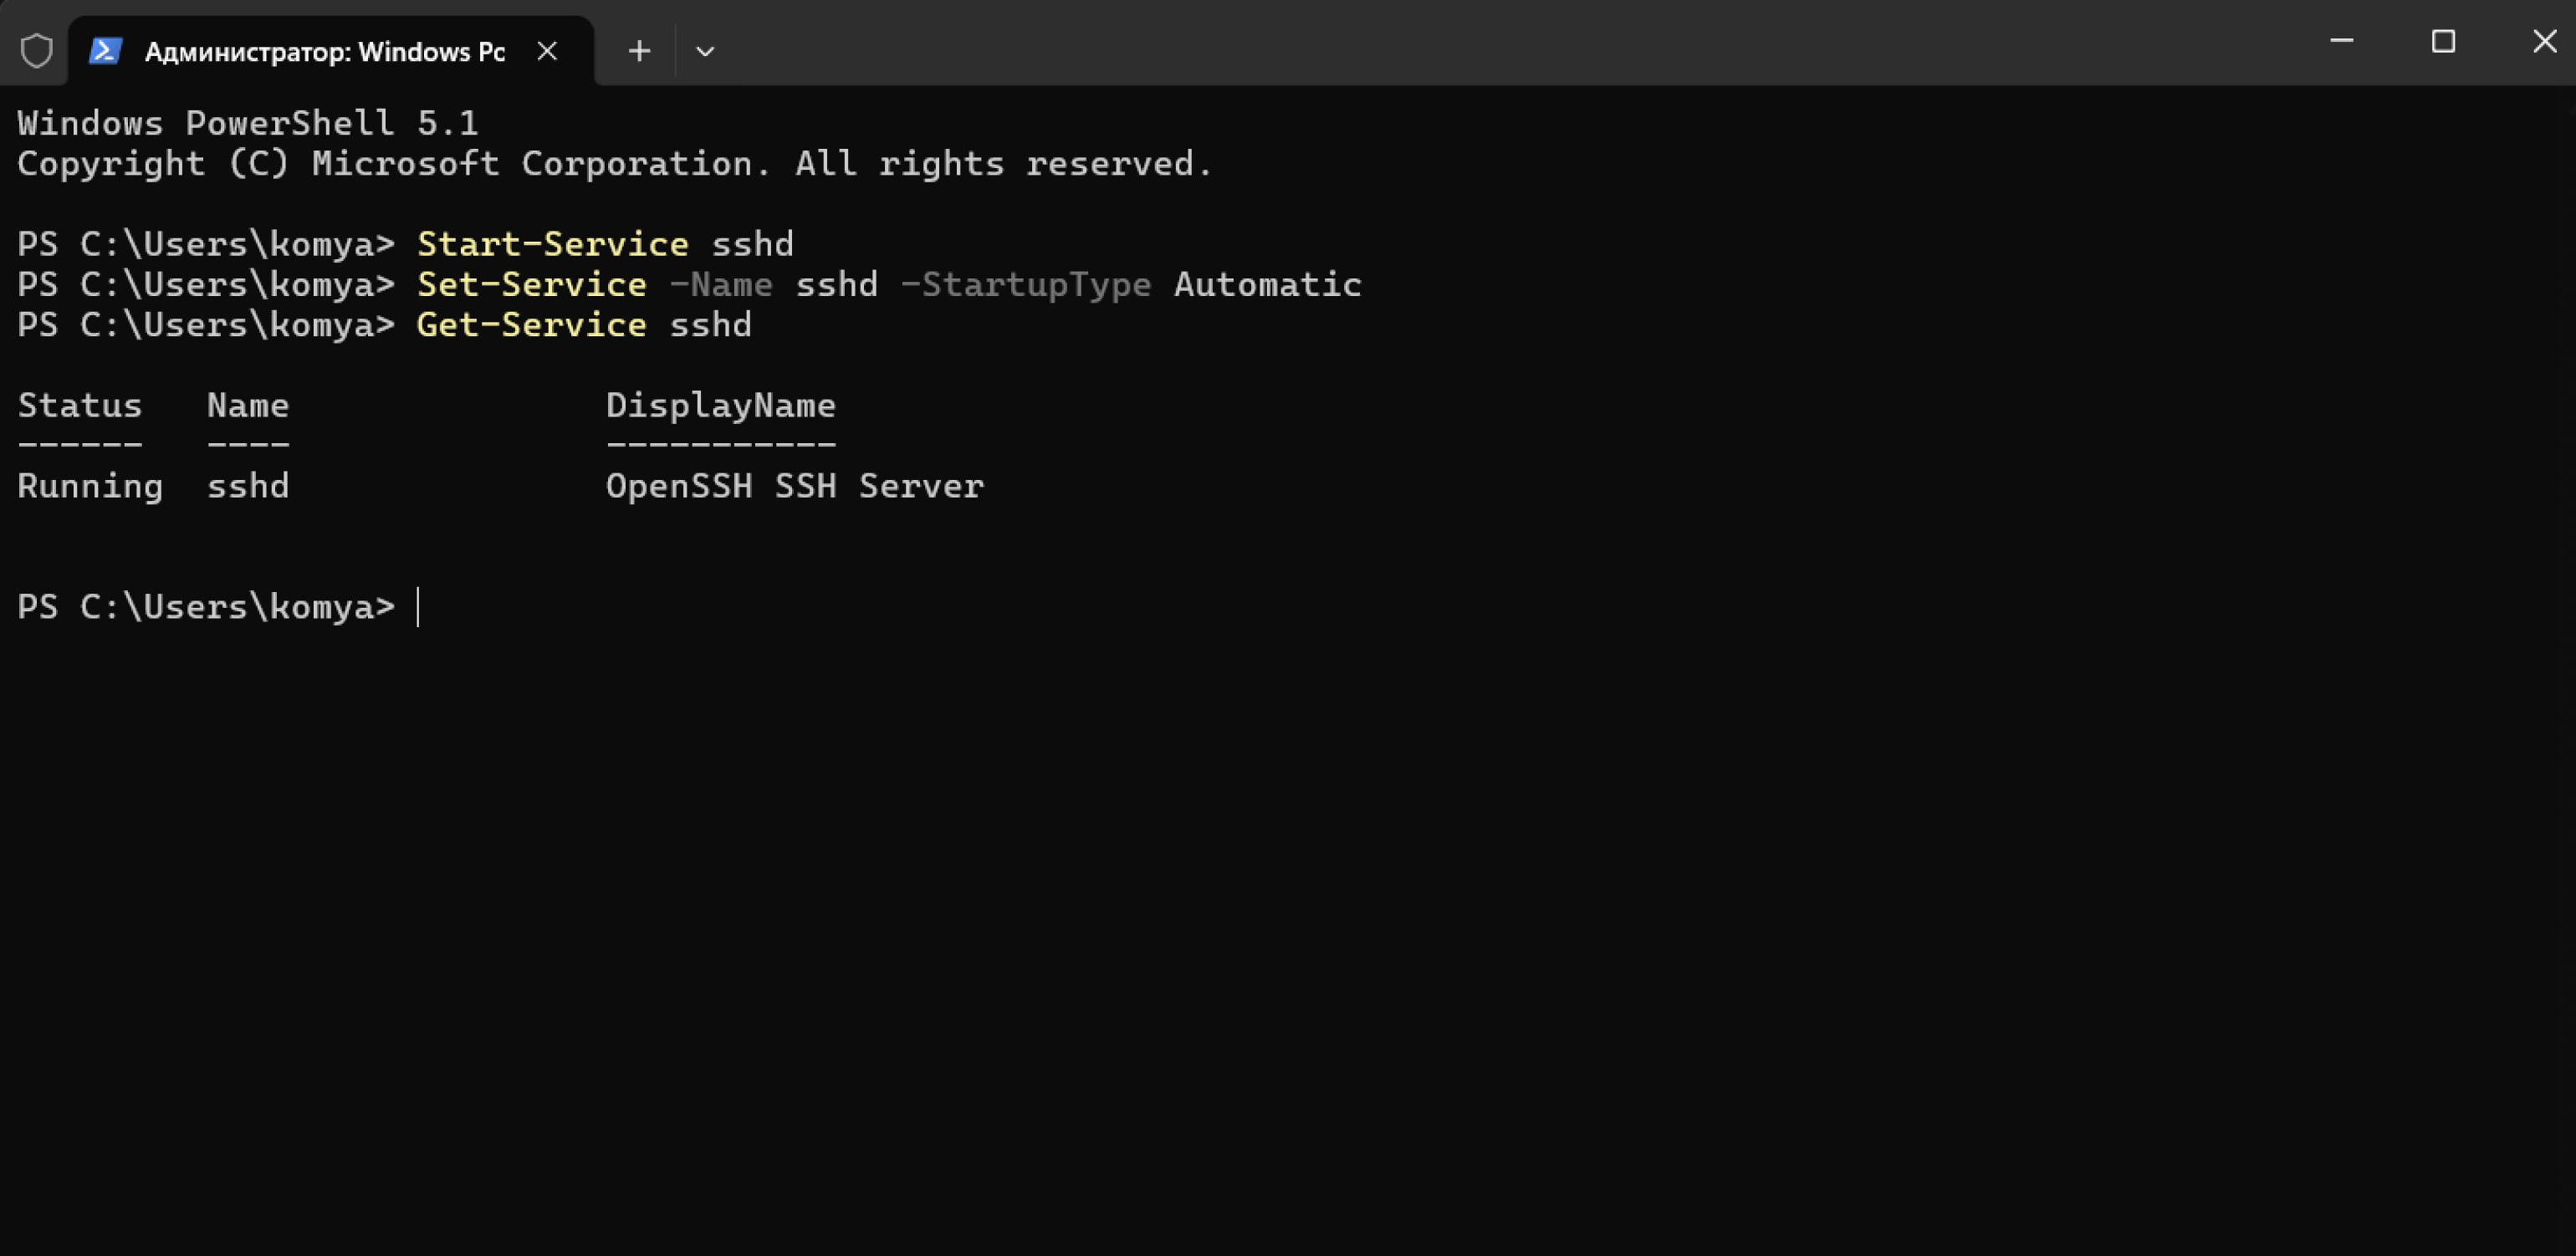 Администратор: Windows Pc
Windows PowerShell 5.1
Copyright (C) Microsoft Corporation. All rights reserved.
PS C:\Users\komya> Start-Service sshd
PS C:\Users\komya> Set-Service -Name sshd -StartupType Automatic
PS C:\Users\komya> Get-Service sshd
Status   Name               DisplayName
------   ----               -----------
Running  sshd               OpenSSH SSH Server
PS C:\Users\komya>